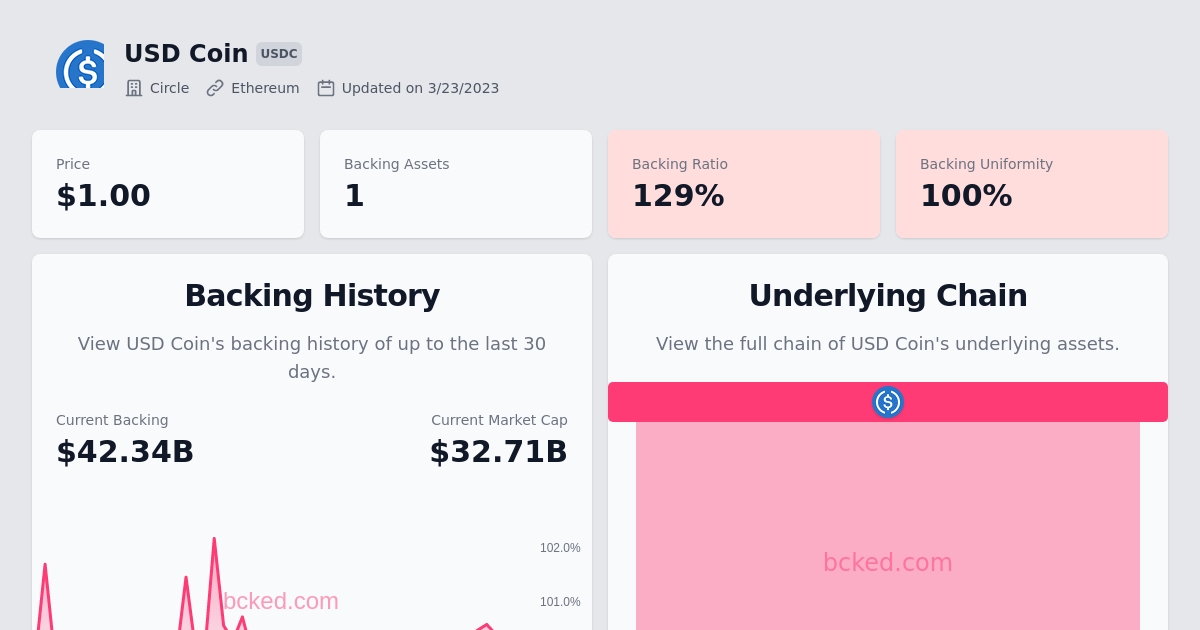 USD Coin USDC
Circle Ethereum Updated on 3/23/2023
Price
$1.00
Backing Assets
1
Backing Ratio
129%
Backing Uniformity
100%
Backing History
View USD Coin's backing history of up to the last 30
days.
Current Backing
$42.34B
Current Market Cap
$32.71B
102.0%
101.0%
bcked.com
Underlying Chain
View the full chain of USD Coin's underlying assets.
bcked.com